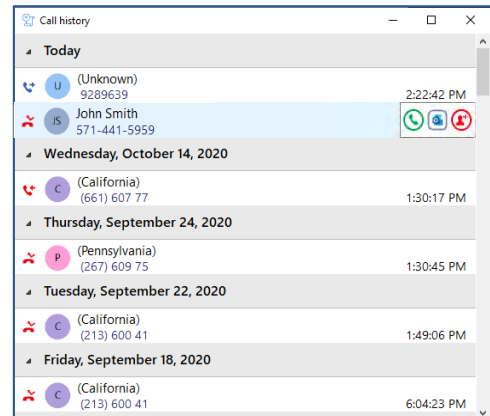 Call history
Today
U (Unknown)
9289639 2:22:42 PM
JS John Smith
571-441-5959
Wednesday, October 14, 2020
C (California)
(661) 607 77 1:30:17 PM
Thursday, September 24, 2020
P (Pennsylvania)
(267) 609 75 1:30:45 PM
Tuesday, September 22, 2020
C (California)
(213) 600 41 1:49:06 PM
Friday, September 18, 2020
C (California)
(213) 600 41 6:04:23 PM